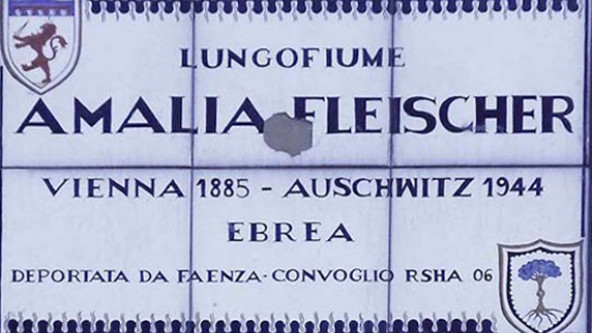 LUNGOFIUME
AMALIA FLEISCHER
VIENNA 1885 - AUSCHWITZ 1944
EBREA
DEPORTATA DA FAENZA - CONVOGLIO RSHA 06